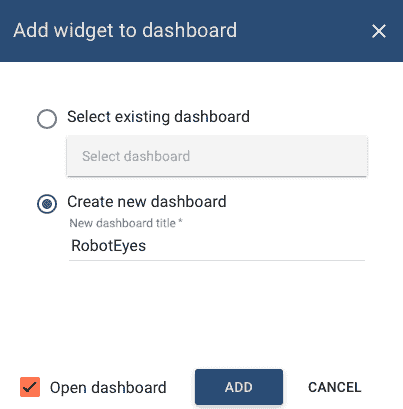 Add widget to dashboard
Select existing dashboard
Select dashboard
Create new dashboard
New dashboard title *
RobotEyes
Open dashboard ADD CANCEL